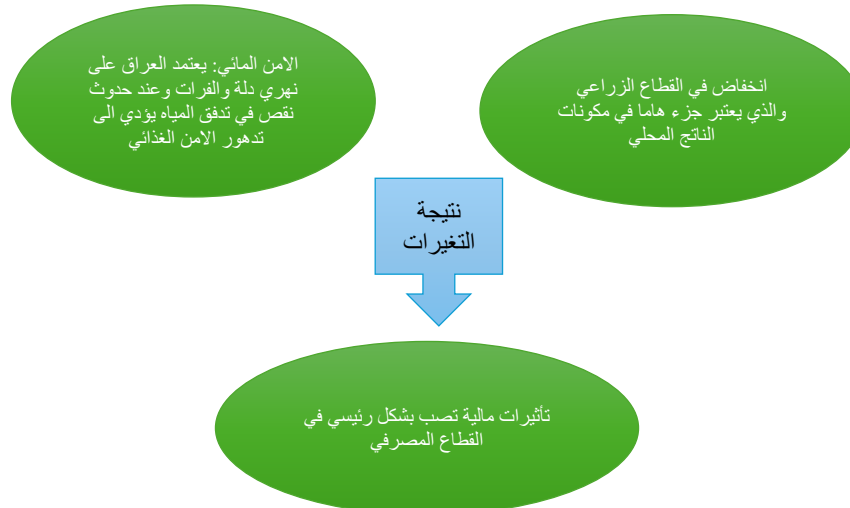 انخفاض في القطاع الزراعي
والذي يعتبر جزء هاما في مكونات
الناتج المحلي
الامن المائي: يعتمد العراق على
نهري دلة والفرات وعند حدوث
نقص في تدفق المياه يؤدي الى
تدهور الامن الغذائي
نتيجة
التغيرات
تأثيرات مالية تصب بشكل رئيسي في
القطاع المصرفي